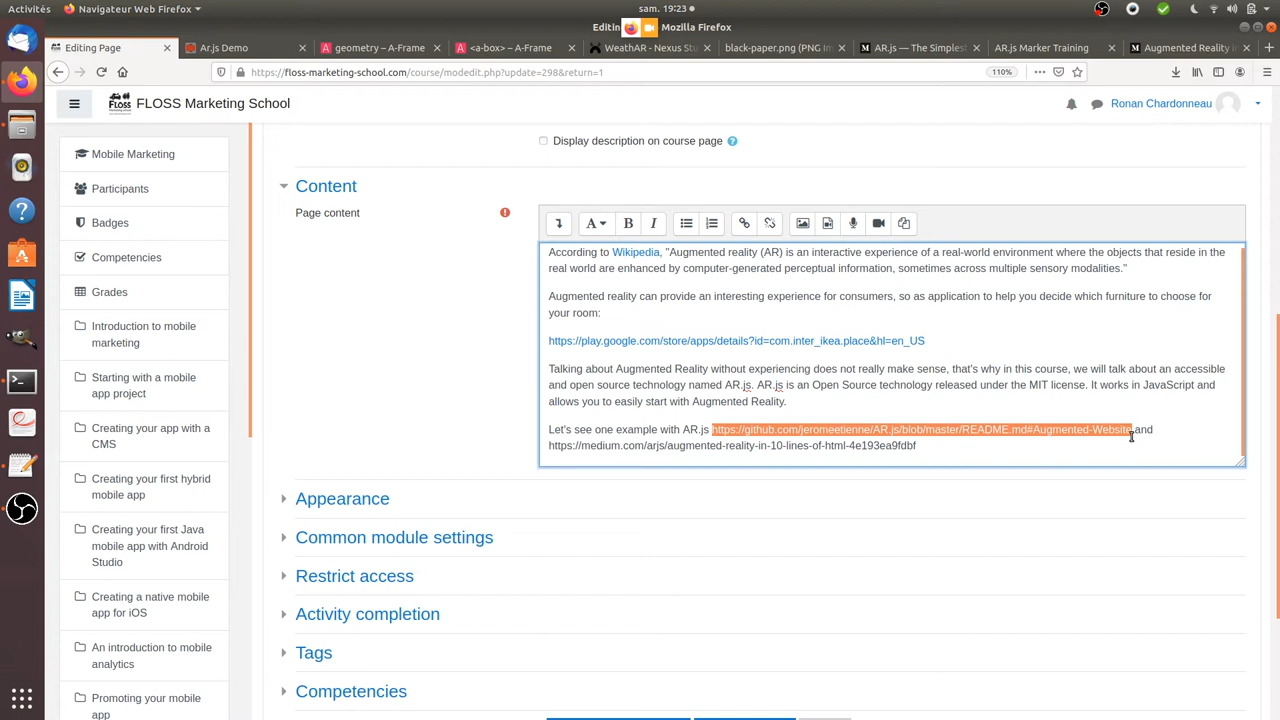 Activités
Navigateur Web Firefox
sam. 19:23
Editin
Mozilla Firefox
Editing Page
Ar.js Demo
geometry – A-Frame
<a-box> – A-Frame
WeathAR - Nexus Stu
black-paper.png (PNG Im
AR.js — The Simplest
AR.js Marker Training
Augmented Reality in
https://floss-marketing-school.com/course/modedit.php?update=298&return=1
110%
FLOSS Marketing School
Ronan Chardonneau
Mobile Marketing
Participants
Badges
Competencies
Grades
Introduction to mobile
marketing
Starting with a mobile
app project
Creating your app with a
CMS
Creating your first hybrid
mobile app
Creating your first Java
mobile app with Android
Studio
Creating a native mobile
app for iOS
An introduction to mobile
analytics
Promoting your mobile
app
Display description on course page
Content
Page content
According to Wikipedia, "Augmented reality (AR) is an interactive experience of a real-world environment where the objects that reside in the
real world are enhanced by computer-generated perceptual information, sometimes across multiple sensory modalities."
Augmented reality can provide an interesting experience for consumers, so as application to help you decide which furniture to choose for
your room:
https://play.google.com/store/apps/details?id=com.inter_ikea.place&hl=en_US
Talking about Augmented Reality without experiencing does not really make sense, that's why in this course, we will talk about an accessible
and open source technology named AR.js. AR.js is an Open Source technology released under the MIT license. It works in JavaScript and
allows you to easily start with Augmented Reality.
Let's see one example with AR.js https://github.com/jeromeetienne/AR.js/blob/master/README.md#Augmented-Website and
https://medium.com/arjs/augmented-reality-in-10-lines-of-html-4e193ea9fdbf
Appearance
Common module settings
Restrict access
Activity completion
Tags
Competencies